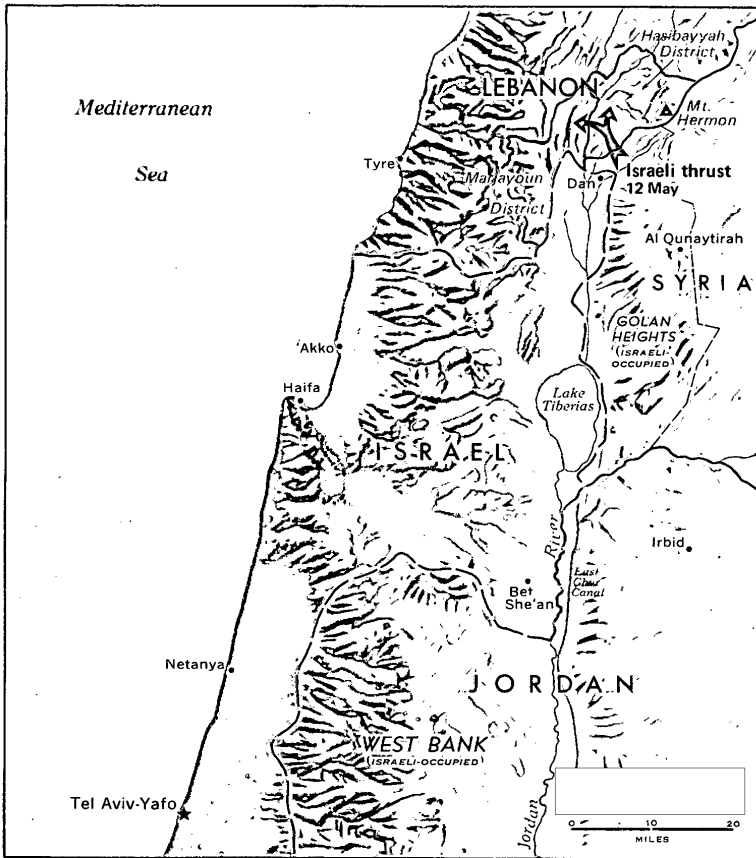 Hasibayyah
District
LEBANON
Mt.
Hermon
Mediterranean
Sea
Tyre
Marjayoun
District
Dan
Israeli thrust
12 May
Al Qunaytirah
SYRIA
GOLAN
HEIGHTS
(ISRAELI-
OCCUPIED)
Akko
Haifa
Lake
Tiberias
ISRAEL
River
Irbid
East
Ghor
Canal
Bet
She'an
Netanya
JORDAN
WEST BANK
(ISRAELI-OCCUPIED)
Tel Aviv-Yafo
Jordan
0 10 20
MILES